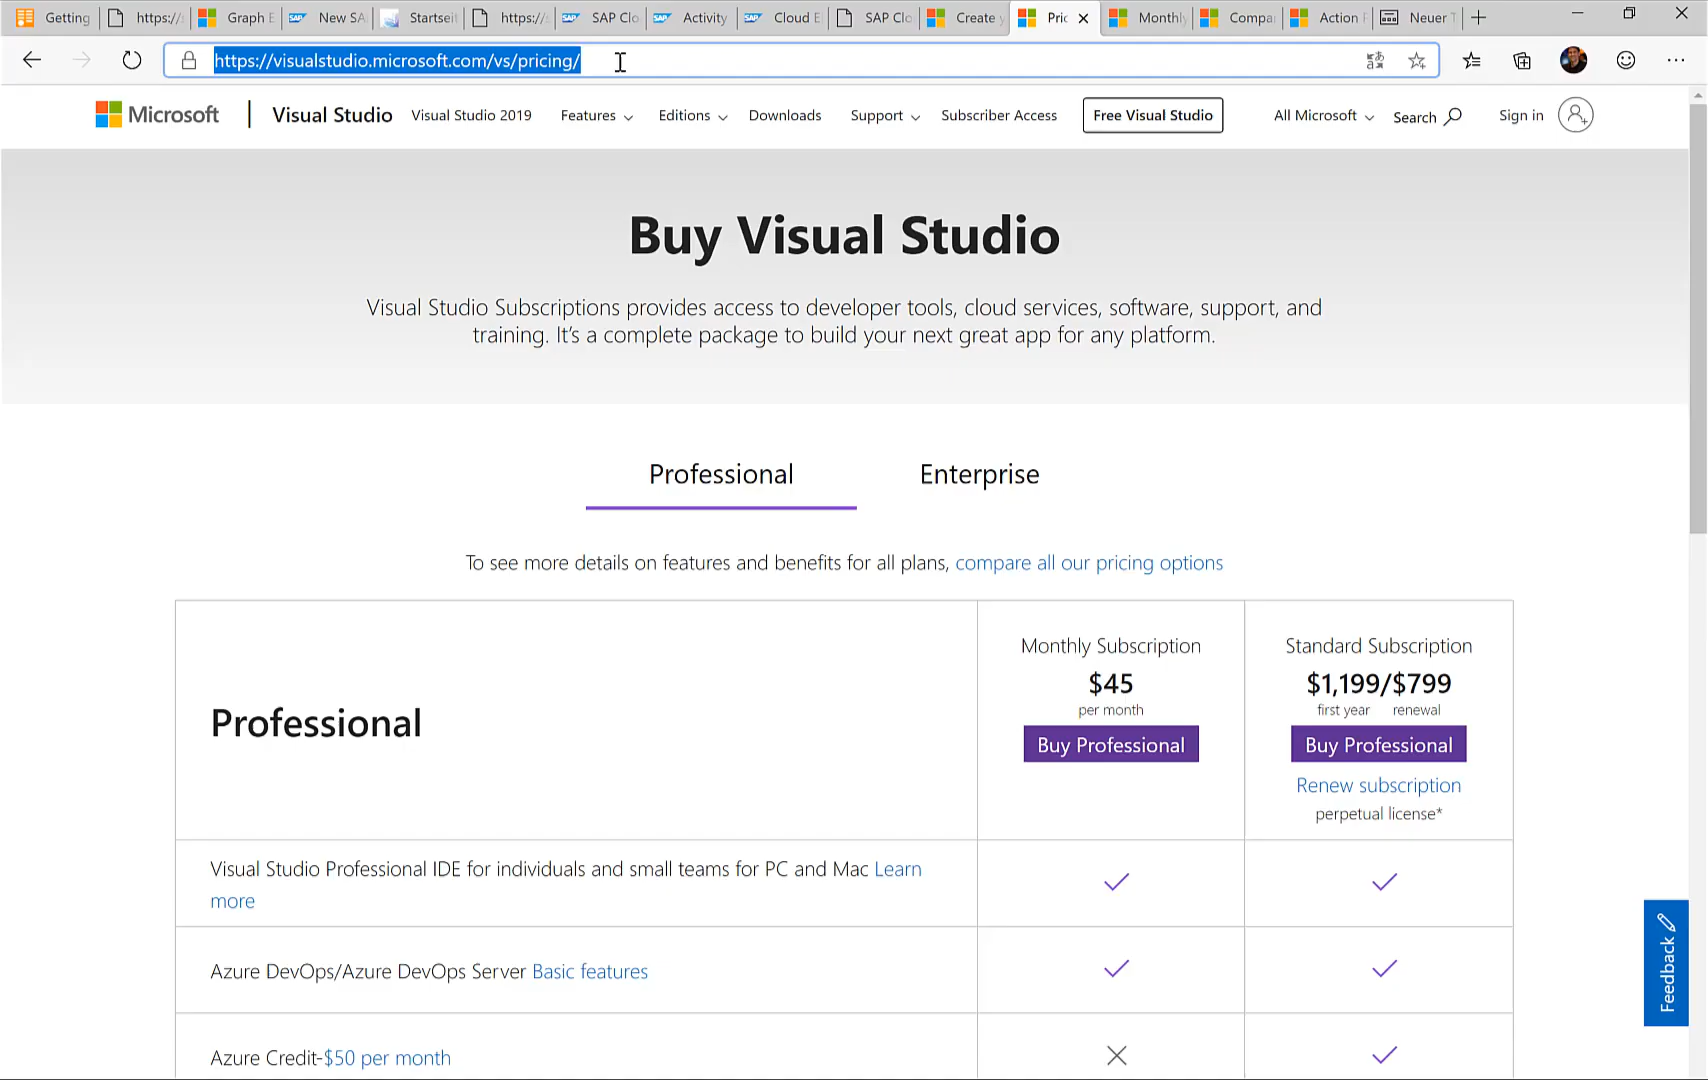 Getting
https:/
Graph E
New SA
Startseit
https:/
SAP Clo
Activity
Cloud E
SAP Clo
Create y
Pric
Monthly
Compa
Action
Neuer T
https://visualstudio.microsoft.com/vs/pricing/
Microsoft
Visual Studio
Visual Studio 2019
Features
Editions
Downloads
Support
Subscriber Access
Free Visual Studio
All Microsoft
Search
Sign in
Buy Visual Studio
Visual Studio Subscriptions provides access to developer tools, cloud services, software, support, and
training. It's a complete package to build your next great app for any platform.
Professional
Enterprise
To see more details on features and benefits for all plans, compare all our pricing options
Professional
Monthly Subscription
$45
per month
Buy Professional
Standard Subscription
$1,199/$799
first year renewal
Buy Professional
Renew subscription
perpetual license*
Visual Studio Professional IDE for individuals and small teams for PC and Mac Learn
more
Azure DevOps/Azure DevOps Server Basic features
Azure Credit-$50 per month
Feedback